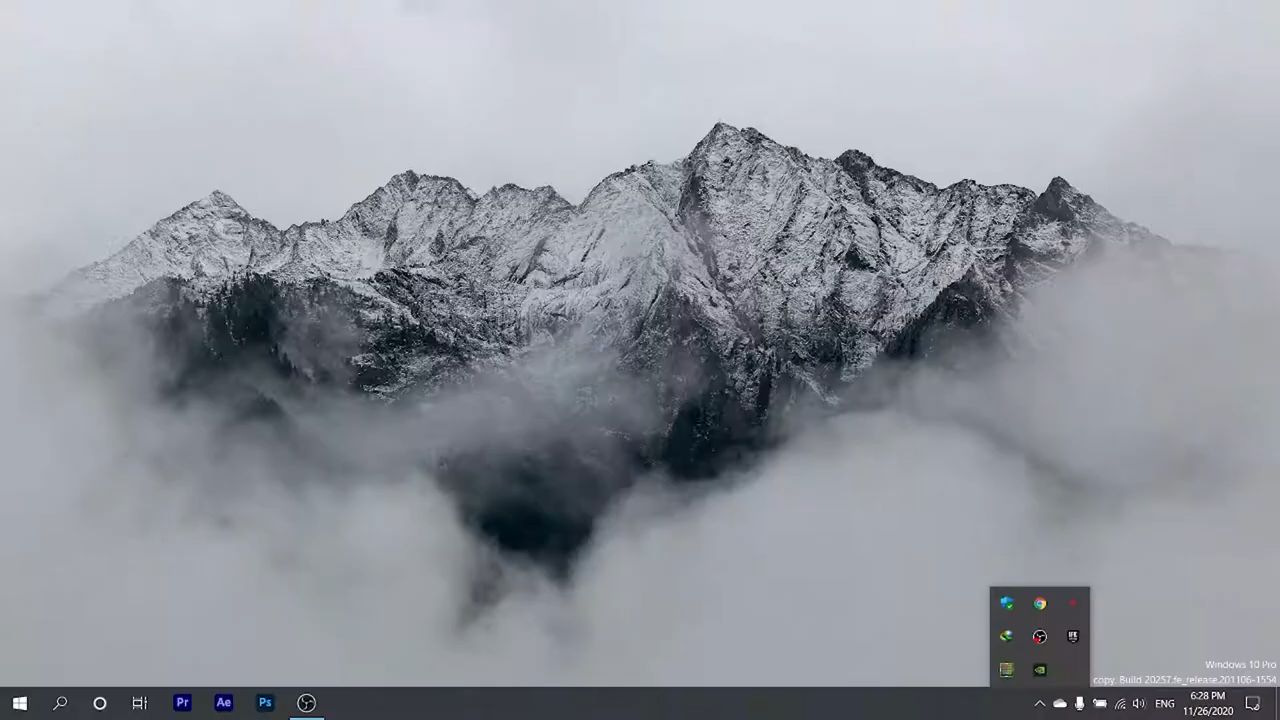 Windows 10 Pro
copy. Build 20257.fe_release.201106-1554
Pr
Ae
Ps
ENG
6:28 PM
11/26/2020